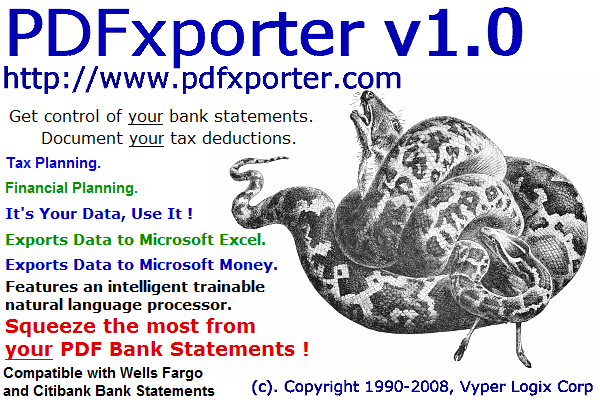 PDFxporter v1.0
http://www.pdfxporter.com
Get control of your bank statements.
Document your tax deductions.
Tax Planning.
Financial Planning.
It's Your Data, Use It !
Exports Data to Microsoft Excel.
Exports Data to Microsoft Money.
Features an intelligent trainable
natural language processor.
Squeeze the most from
your PDF Bank Statements !
Compatible with Wells Fargo
and Citibank Bank Statements
(c). Copyright 1990-2008, Vyper Logix Corp